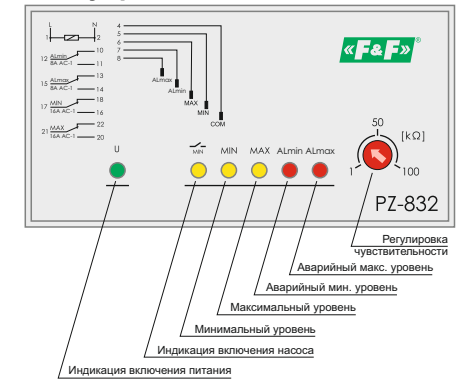 L N
1 2
12 ALmin 10
8A AC-1 11
15 ALmax 13
8A AC-1 14
17 MIN 18
16A AC-1 16
21 MAX 22
16A AC-1 20
4
5
6
7
8
ALmax
ALmin
MAX
MIN
COM
«F&F»®
50
[kΩ]
1 100
U
MIN
MIN MAX ALmin ALmax
PZ-832
Регулировка
чувствительности
Аварийный макс. уровень
Аварийный мин. уровень
Максимальный уровень
Минимальный уровень
Индикация включения насоса
Индикация включения питания